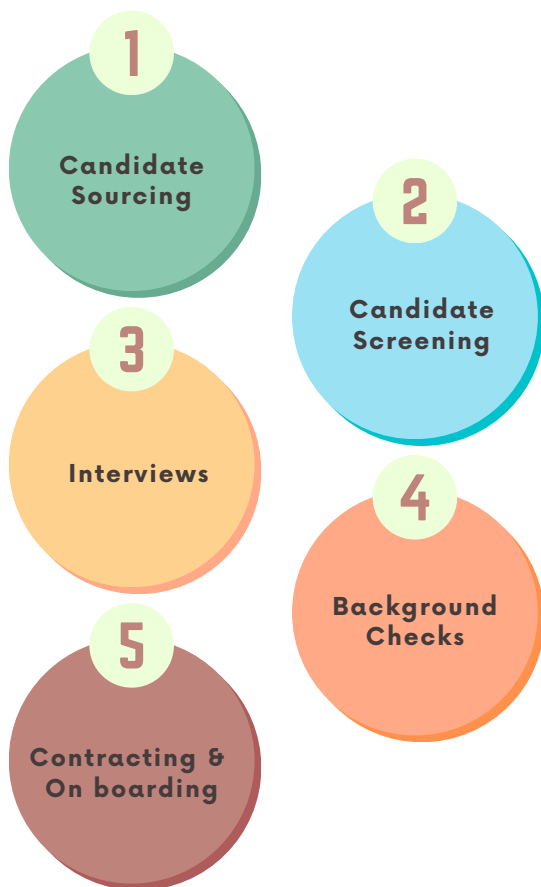 1
Candidate
Sourcing
2
Candidate
Screening
3
Interviews
4
Background
Checks
5
Contracting &
On boarding